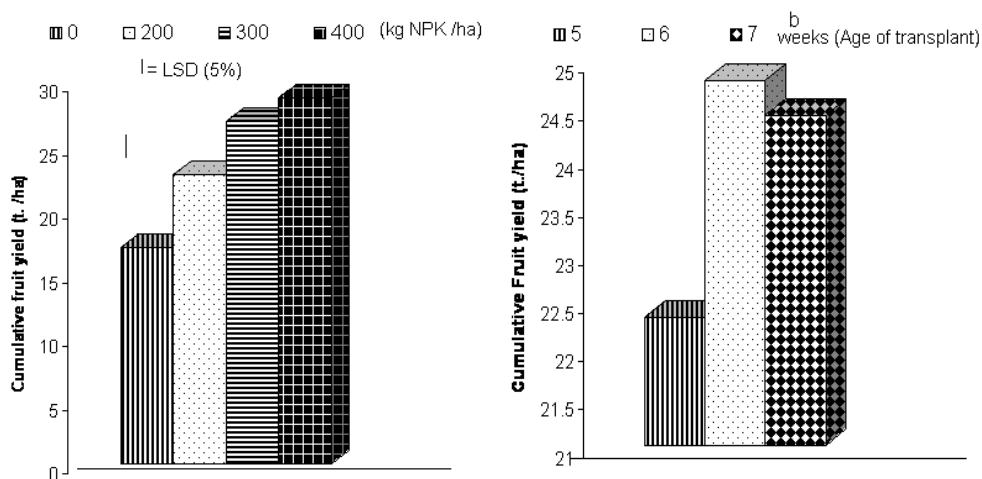 0 200 300 400 (kg NPK /ha)
I = LSD (5%)
Cumulative fruit yield (t. /ha)
30
25
20
15
10
5
0
b
5 6 7 weeks (Age of transplant)
Cumulative Fruit yield (t./ha)
25
24.5
24
23.5
23
22.5
22
21.5
21